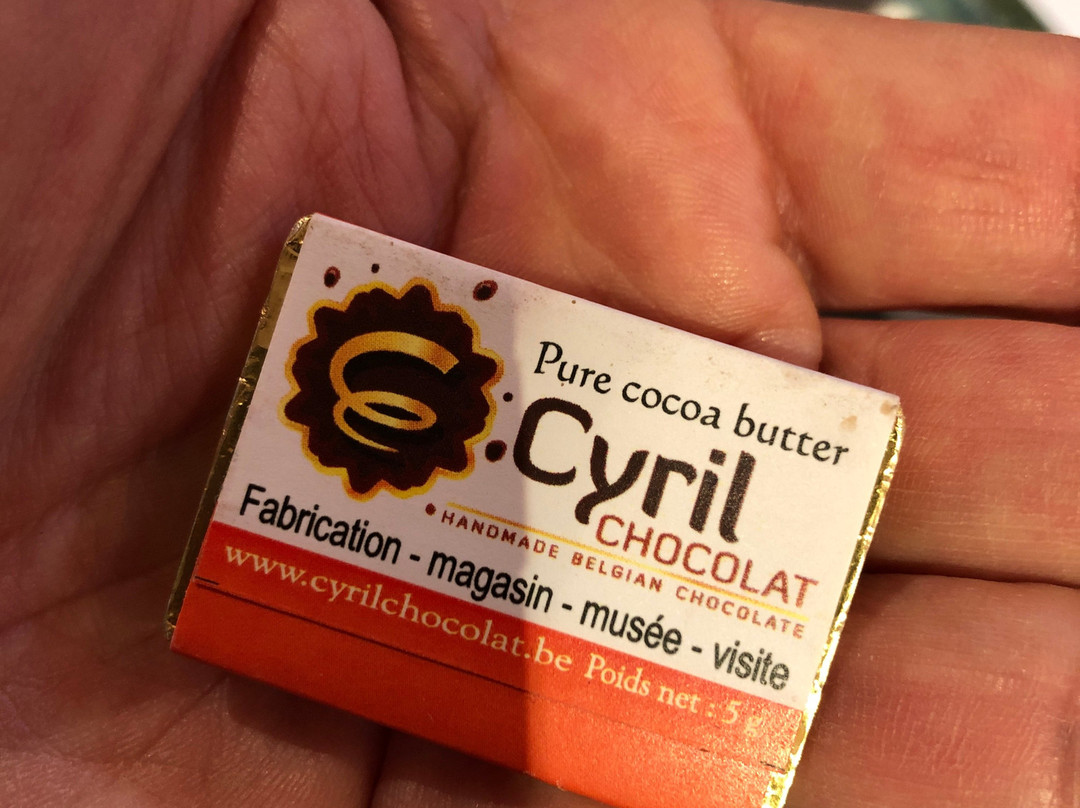 Pure cocoa butter
Cyril
CHOCOLAT
HANDMADE BELGIAN CHOCOLATE
Fabrication - magasin - musée - visite
www.cyrilchocolat.be Poids net : 5 g